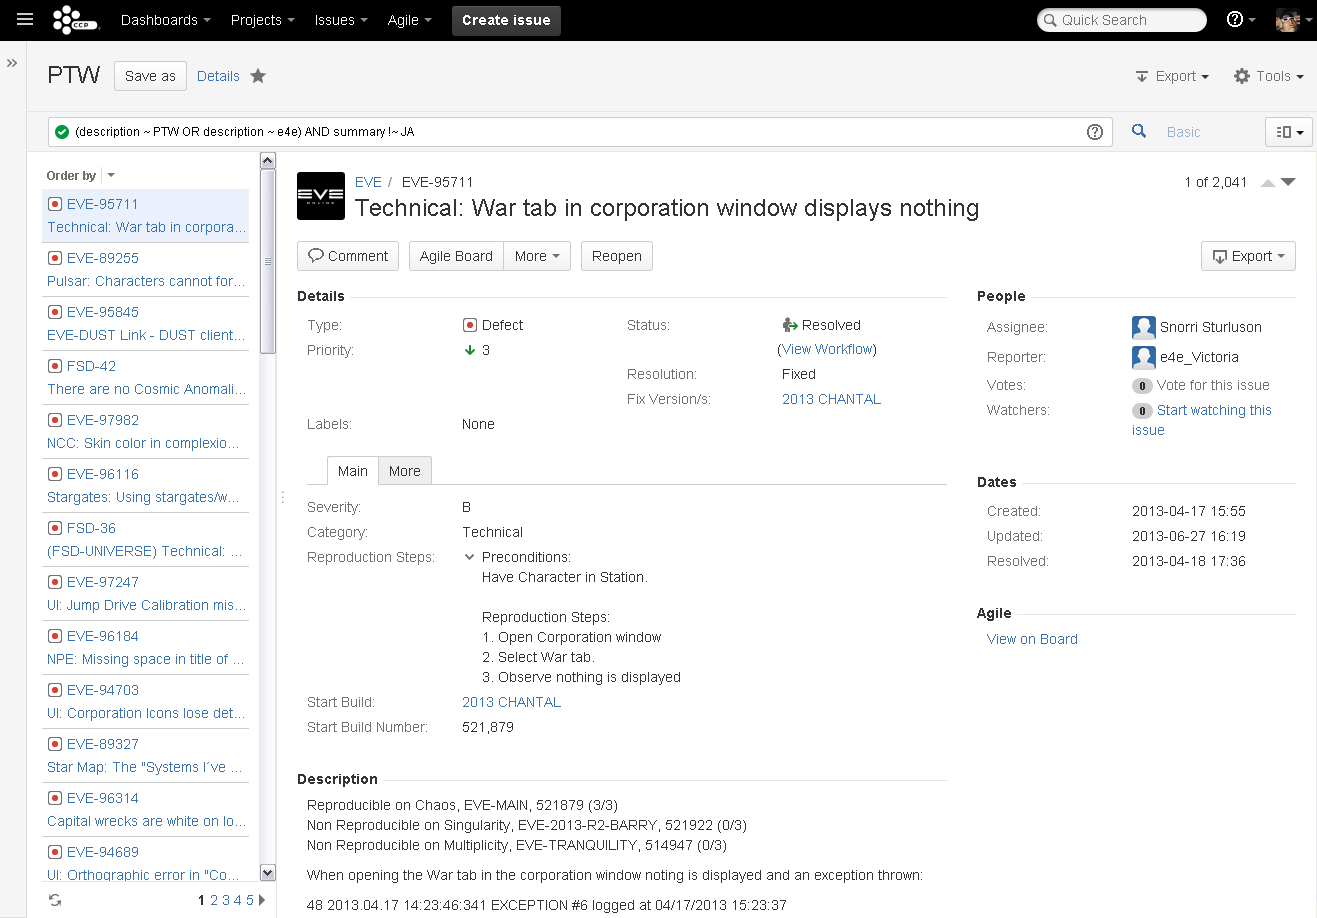 CCP Dashboards Projects Issues Agile Create issue Quick Search
PTW Save as Details Export Tools
(description ~ PTW OR description ~ e4e) AND summary !~ JA Basic
Order by
EVE-95711
Technical: War tab in corpora...
EVE-89255
Pulsar: Characters cannot for...
EVE-95845
EVE-DUST Link - DUST client...
FSD-42
There are no Cosmic Anomali...
EVE-97982
NCC: Skin color in complexio...
EVE-96116
Stargates: Using stargates/w...
FSD-36
(FSD-UNIVERSE) Technical: ...
EVE-97247
UI: Jump Drive Calibration mis...
EVE-96184
NPE: Missing space in title of ...
EVE-94703
UI: Corporation Icons lose det...
EVE-89327
Star Map: The "Systems I´ve ...
EVE-96314
Capital wrecks are white on lo...
EVE-94689
UI: Orthographic error in "Co...
1 2 3 4 5
EVE ONLINE
EVE / EVE-95711
1 of 2,041
Technical: War tab in corporation window displays nothing
Comment Agile Board More Reopen Export
Details
Type: Defect
Priority: 3
Status: Resolved
(View Workflow)
Resolution: Fixed
Fix Version/s: 2013 CHANTAL
Labels: None
Main More
Severity: B
Category: Technical
Reproduction Steps: Preconditions:
Have Character in Station.
Reproduction Steps:
1. Open Corporation window
2. Select War tab.
3. Observe nothing is displayed
Start Build: 2013 CHANTAL
Start Build Number: 521,879
Description
Reproducible on Chaos, EVE-MAIN, 521879 (3/3)
Non Reproducible on Singularity, EVE-2013-R2-BARRY, 521922 (0/3)
Non Reproducible on Multiplicity, EVE-TRANQUILITY, 514947 (0/3)
When opening the War tab in the corporation window noting is displayed and an exception thrown:
48 2013.04.17 14:23:46:341 EXCEPTION #6 logged at 04/17/2013 15:23:37
People
Assignee: Snorri Sturluson
Reporter: e4e_Victoria
Votes: 0 Vote for this issue
Watchers: 0 Start watching this
issue
Dates
Created: 2013-04-17 15:55
Updated: 2013-06-27 16:19
Resolved: 2013-04-18 17:36
Agile
View on Board